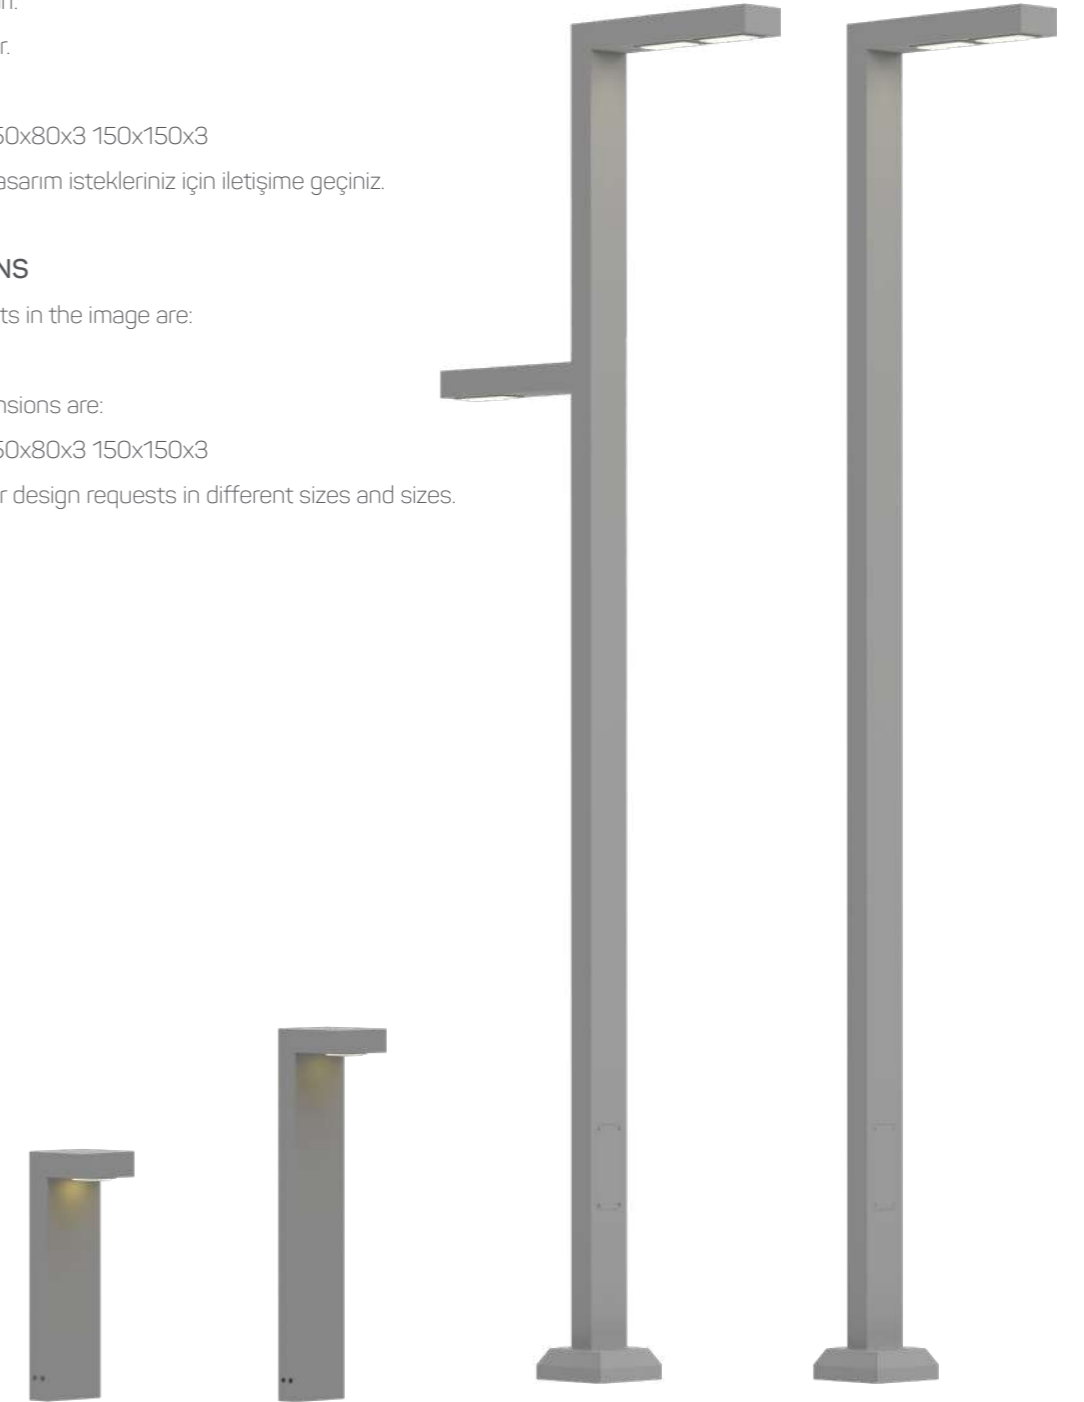 r.
50x80x3 150x150x3
asarım istekleriniz için iletişime geçiniz.
NS
ts in the image are:
nsions are:
50x80x3 150x150x3
r design requests in different sizes and sizes.